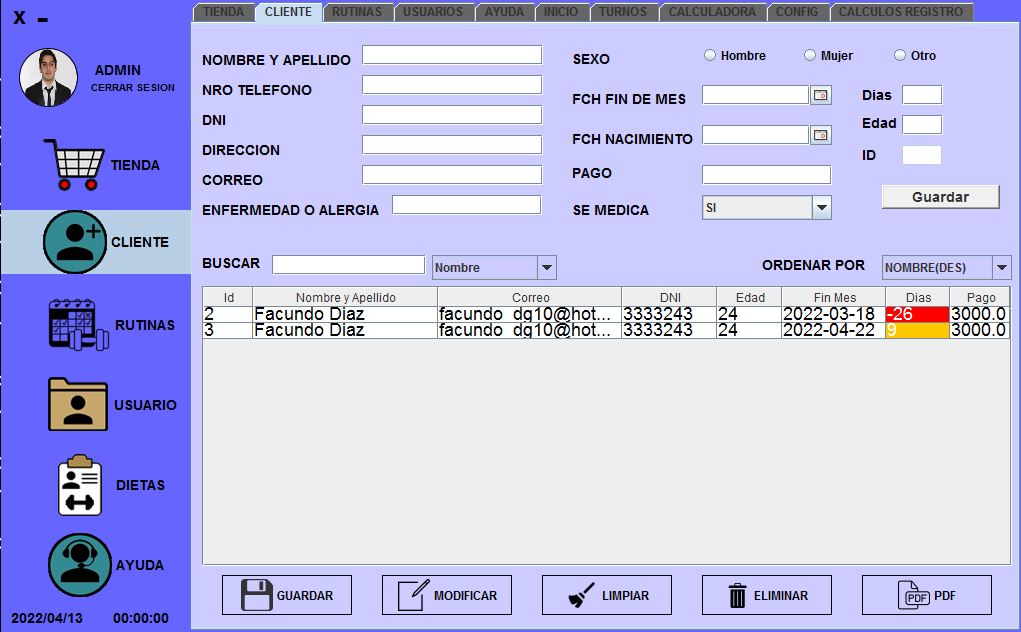 X –
TIENDA CLIENTE RUTINAS USUARIOS AYUDA INICIO TURNOS CALCULADORA CONFIG CALCULOS REGISTRO
ADMIN
CERRAR SESION
TIENDA
CLIENTE
RUTINAS
USUARIO
DIETAS
AYUDA
2022/04/13 00:00:00
NOMBRE Y APELLIDO
NRO TELEFONO
DNI
DIRECCION
CORREO
ENFERMEDAD O ALERGIA
SEXO Hombre Mujer Otro
FCH FIN DE MES Dias
FCH NACIMIENTO Edad
ID
PAGO
SE MEDICA SI
Guardar
BUSCAR Nombre ORDENAR POR NOMBRE(DES)
Id Nombre y Apellido Correo DNI Edad Fin Mes Dias Pago
2 Facundo Diaz facundo_dg10@hot... 3333243 24 2022-03-18 -26 3000.0
3 Facundo Diaz facundo_dg10@hot... 3333243 24 2022-04-22 9 3000.0
GUARDAR MODIFICAR LIMPIAR ELIMINAR PDF PDF